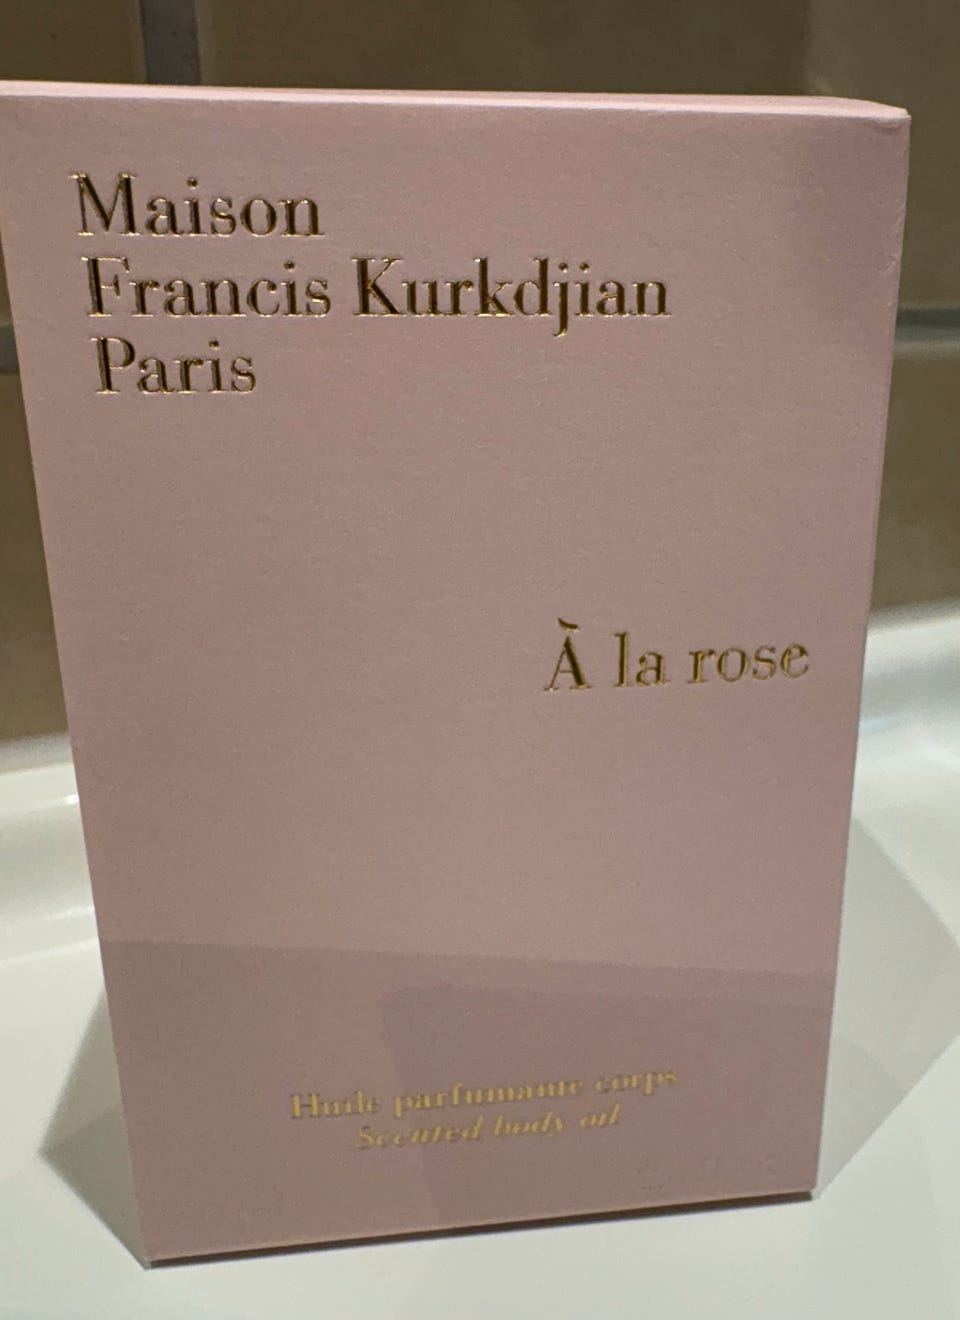 Maison
Francis Kurkdjian
Paris
À la rose
Huile parfumante corps
Scented body oil